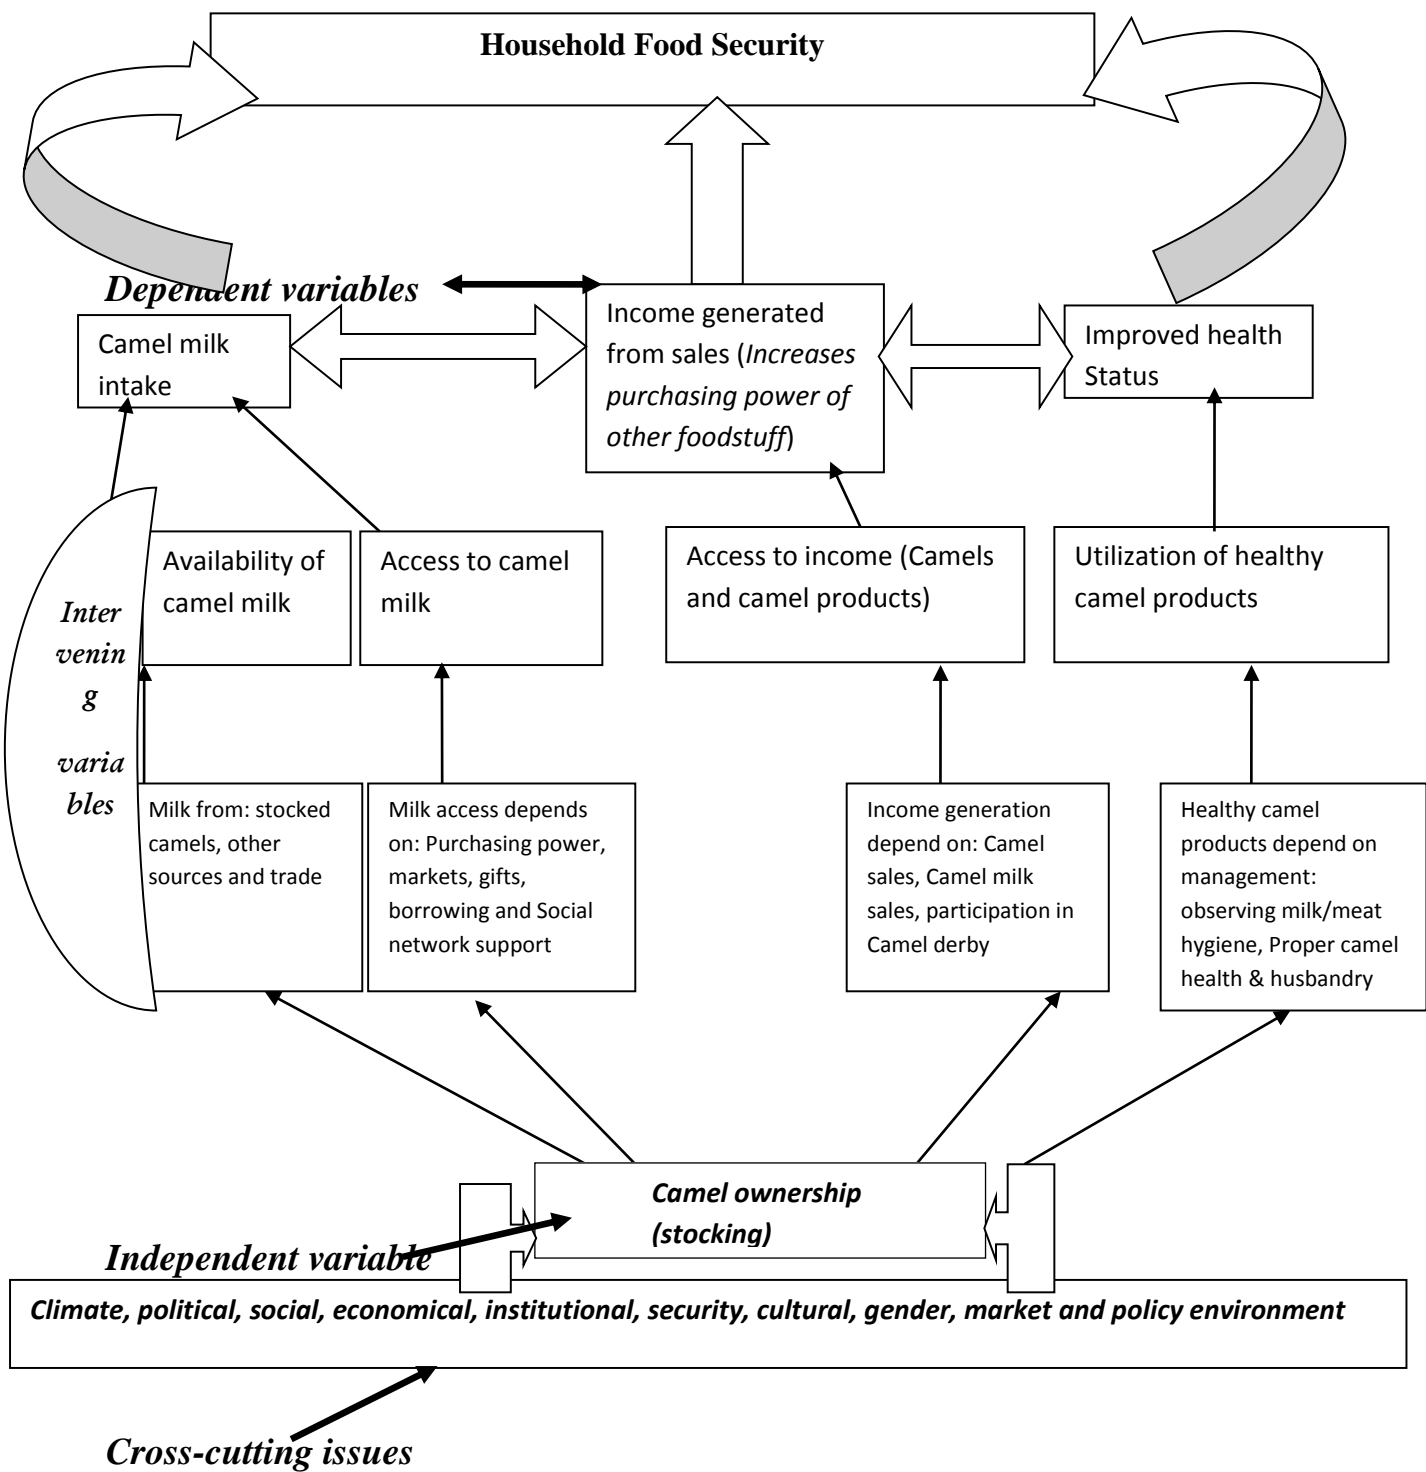 Household Food Security
Dependent variables
Camel milk
intake
Income generated
from sales (Increases
purchasing power of
other foodstuff)
Improved health
Status
Inter
venin
g
varia
bles
Availability of
camel milk
Access to camel
milk
Access to income (Camels
and camel products)
Utilization of healthy
camel products
Milk from: stocked
camels, other
sources and trade
Milk access depends
on: Purchasing power,
markets, gifts,
borrowing and Social
network support
Income generation
depend on: Camel
sales, Camel milk
sales, participation in
Camel derby
Healthy camel
products depend on
management:
observing milk/meat
hygiene, Proper camel
health & husbandry
Camel ownership
(stocking)
Independent variable
Climate, political, social, economical, institutional, security, cultural, gender, market and policy environment
Cross-cutting issues